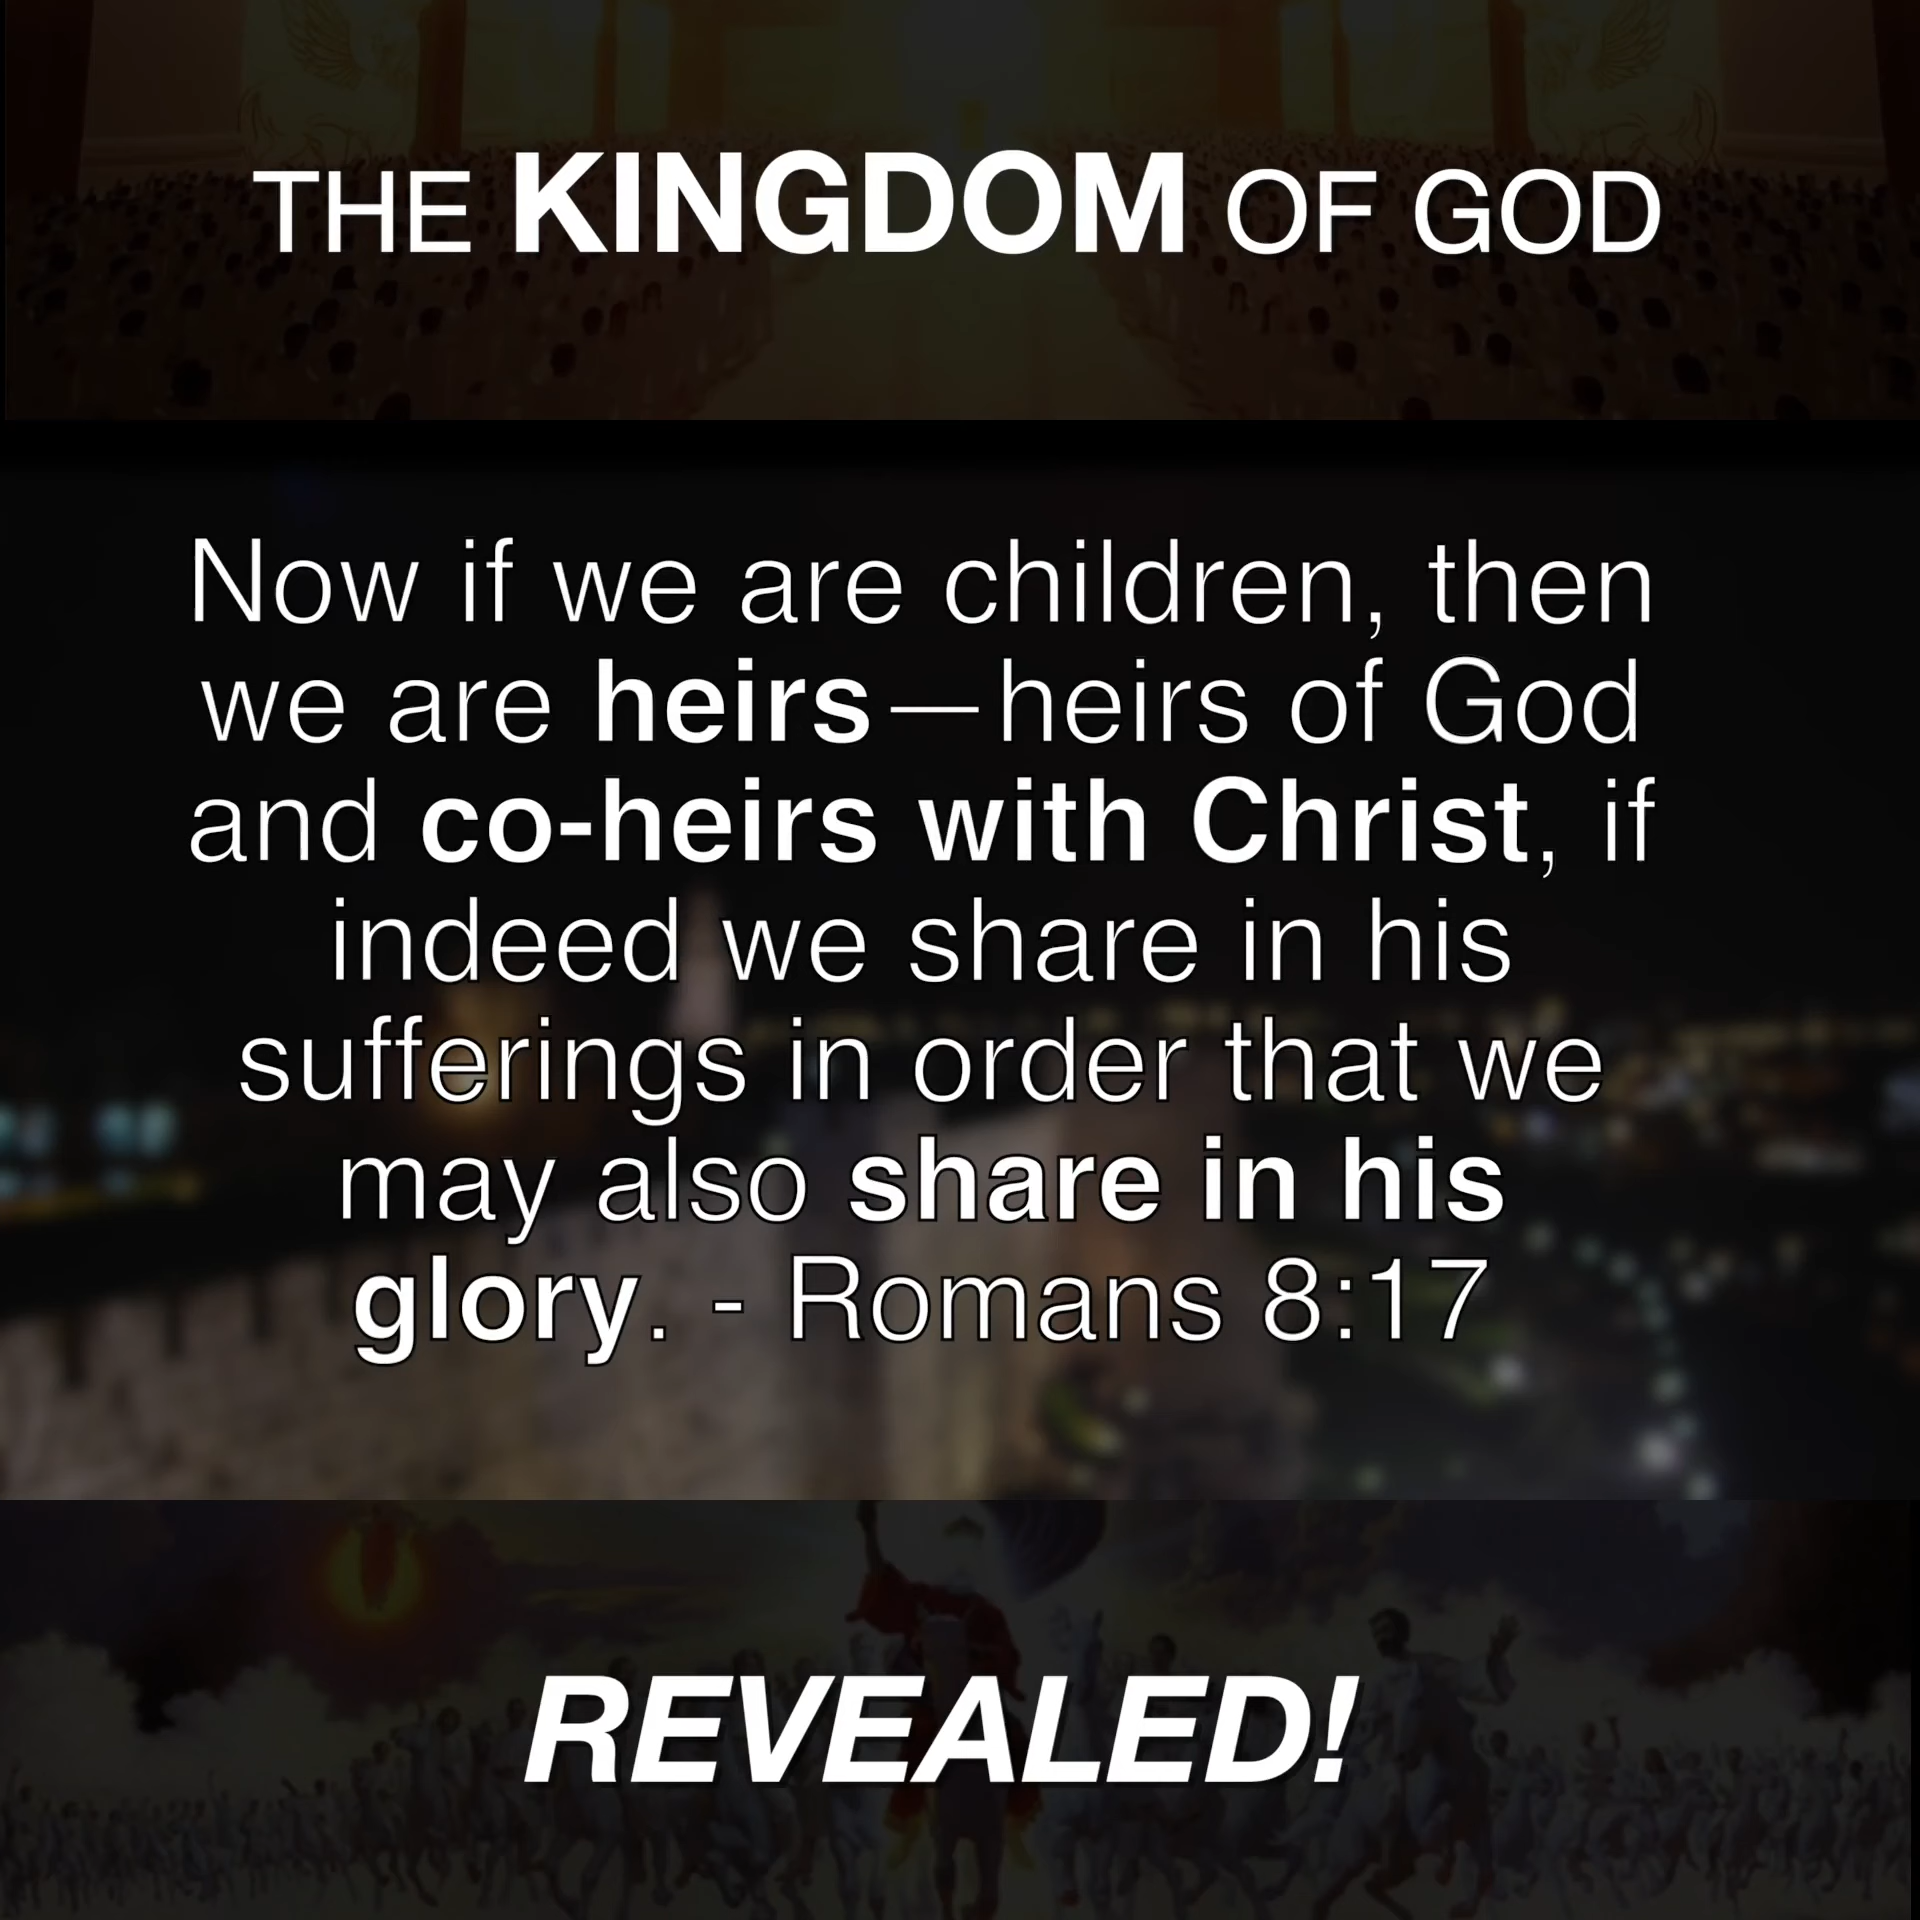 THE KINGDOM OF GOD
Now if we are children, then
we are heirs—heirs of God
and co-heirs with Christ, if
indeed we share in his
sufferings in order that we
may also share in his
glory. - Romans 8:17
REVEALED!